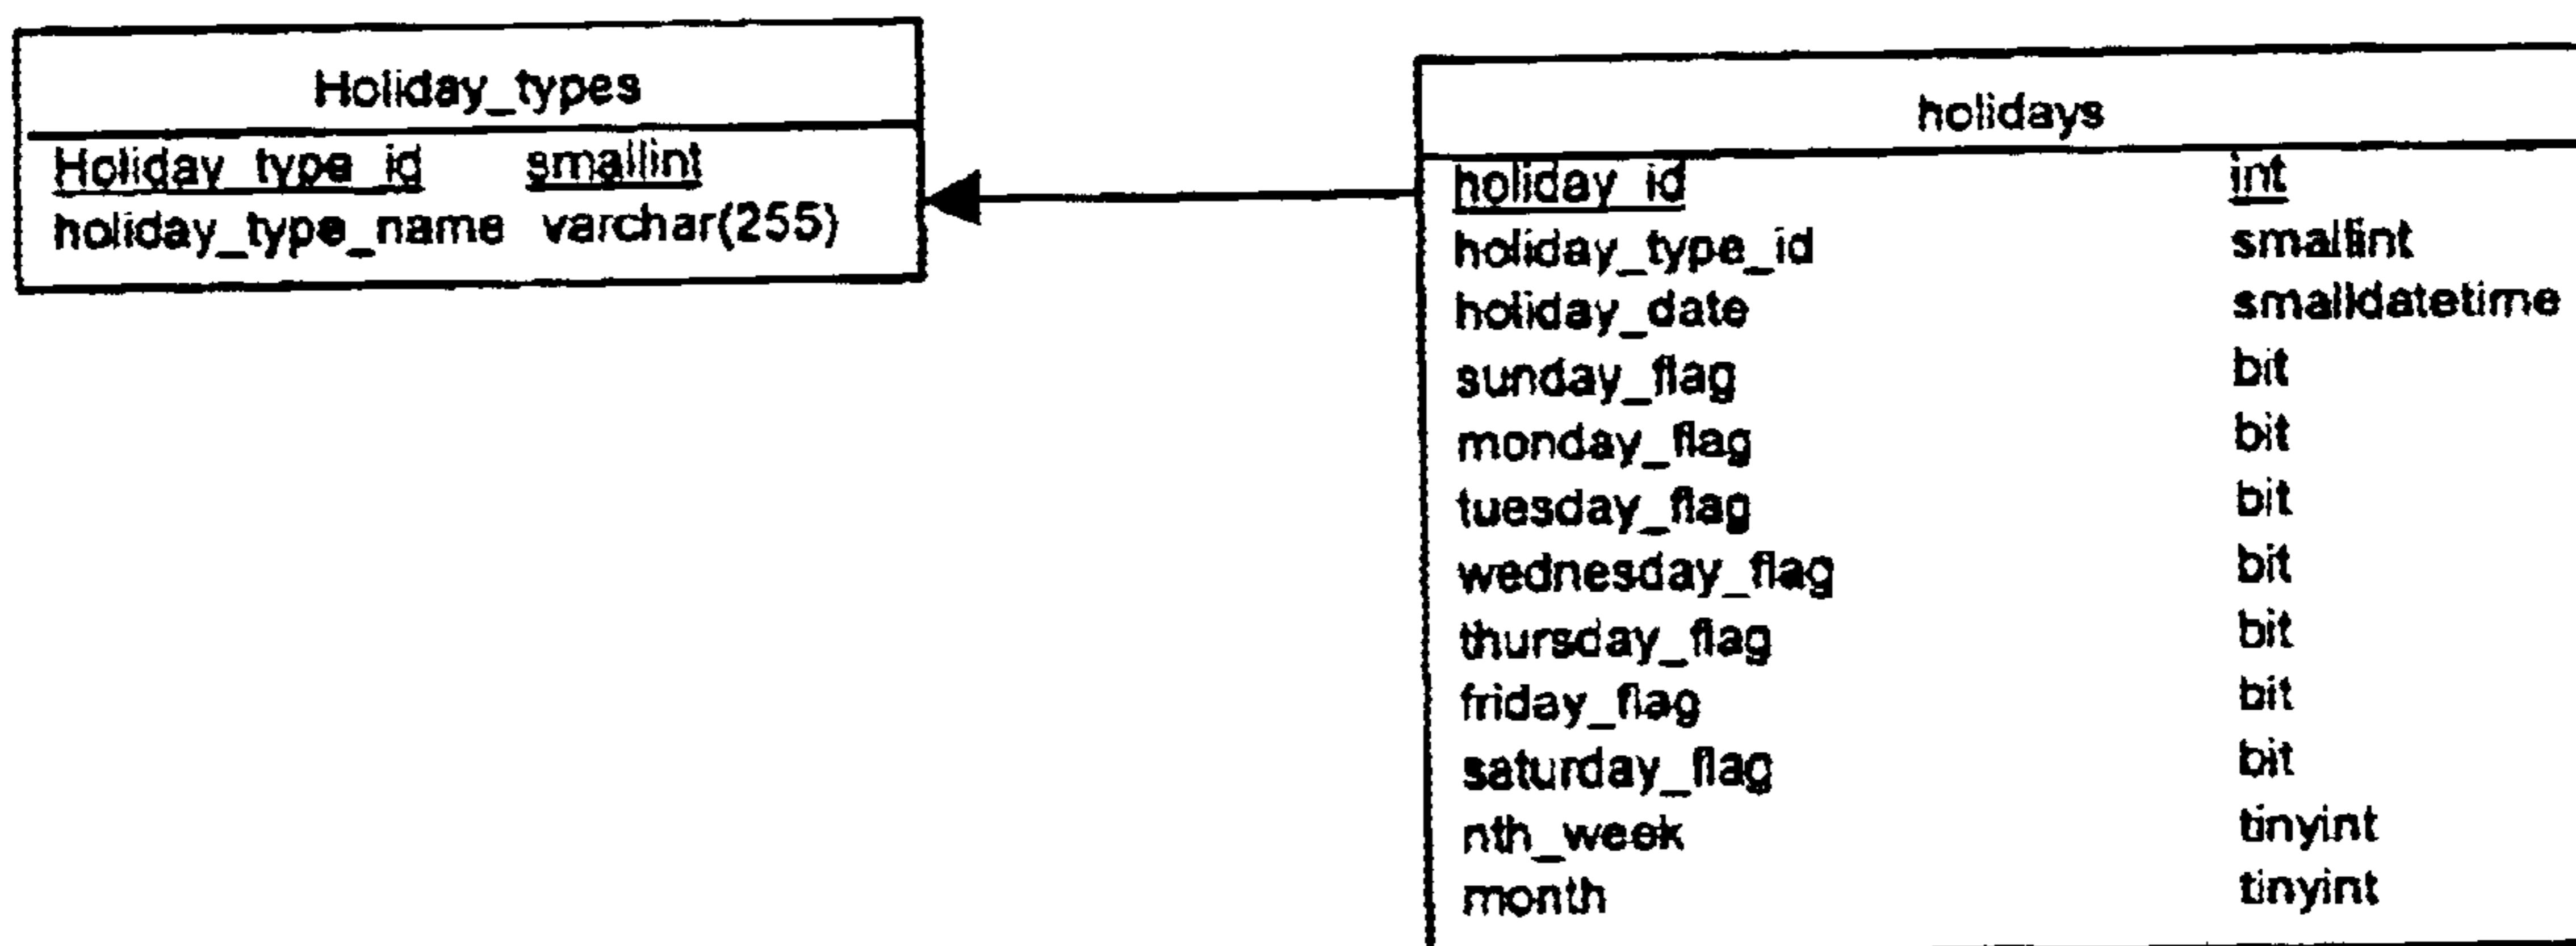 Holiday_types
Holiday_type_id smallint
holiday_type_name varchar(255)
holidays
holiday_id int
holiday_type_id smallint
holiday_date smalldatetime
sunday_flag bit
monday_flag bit
tuesday_flag bit
wednesday_flag bit
thursday_flag bit
friday_flag bit
saturday_flag bit
nth_week tinyint
month tinyint